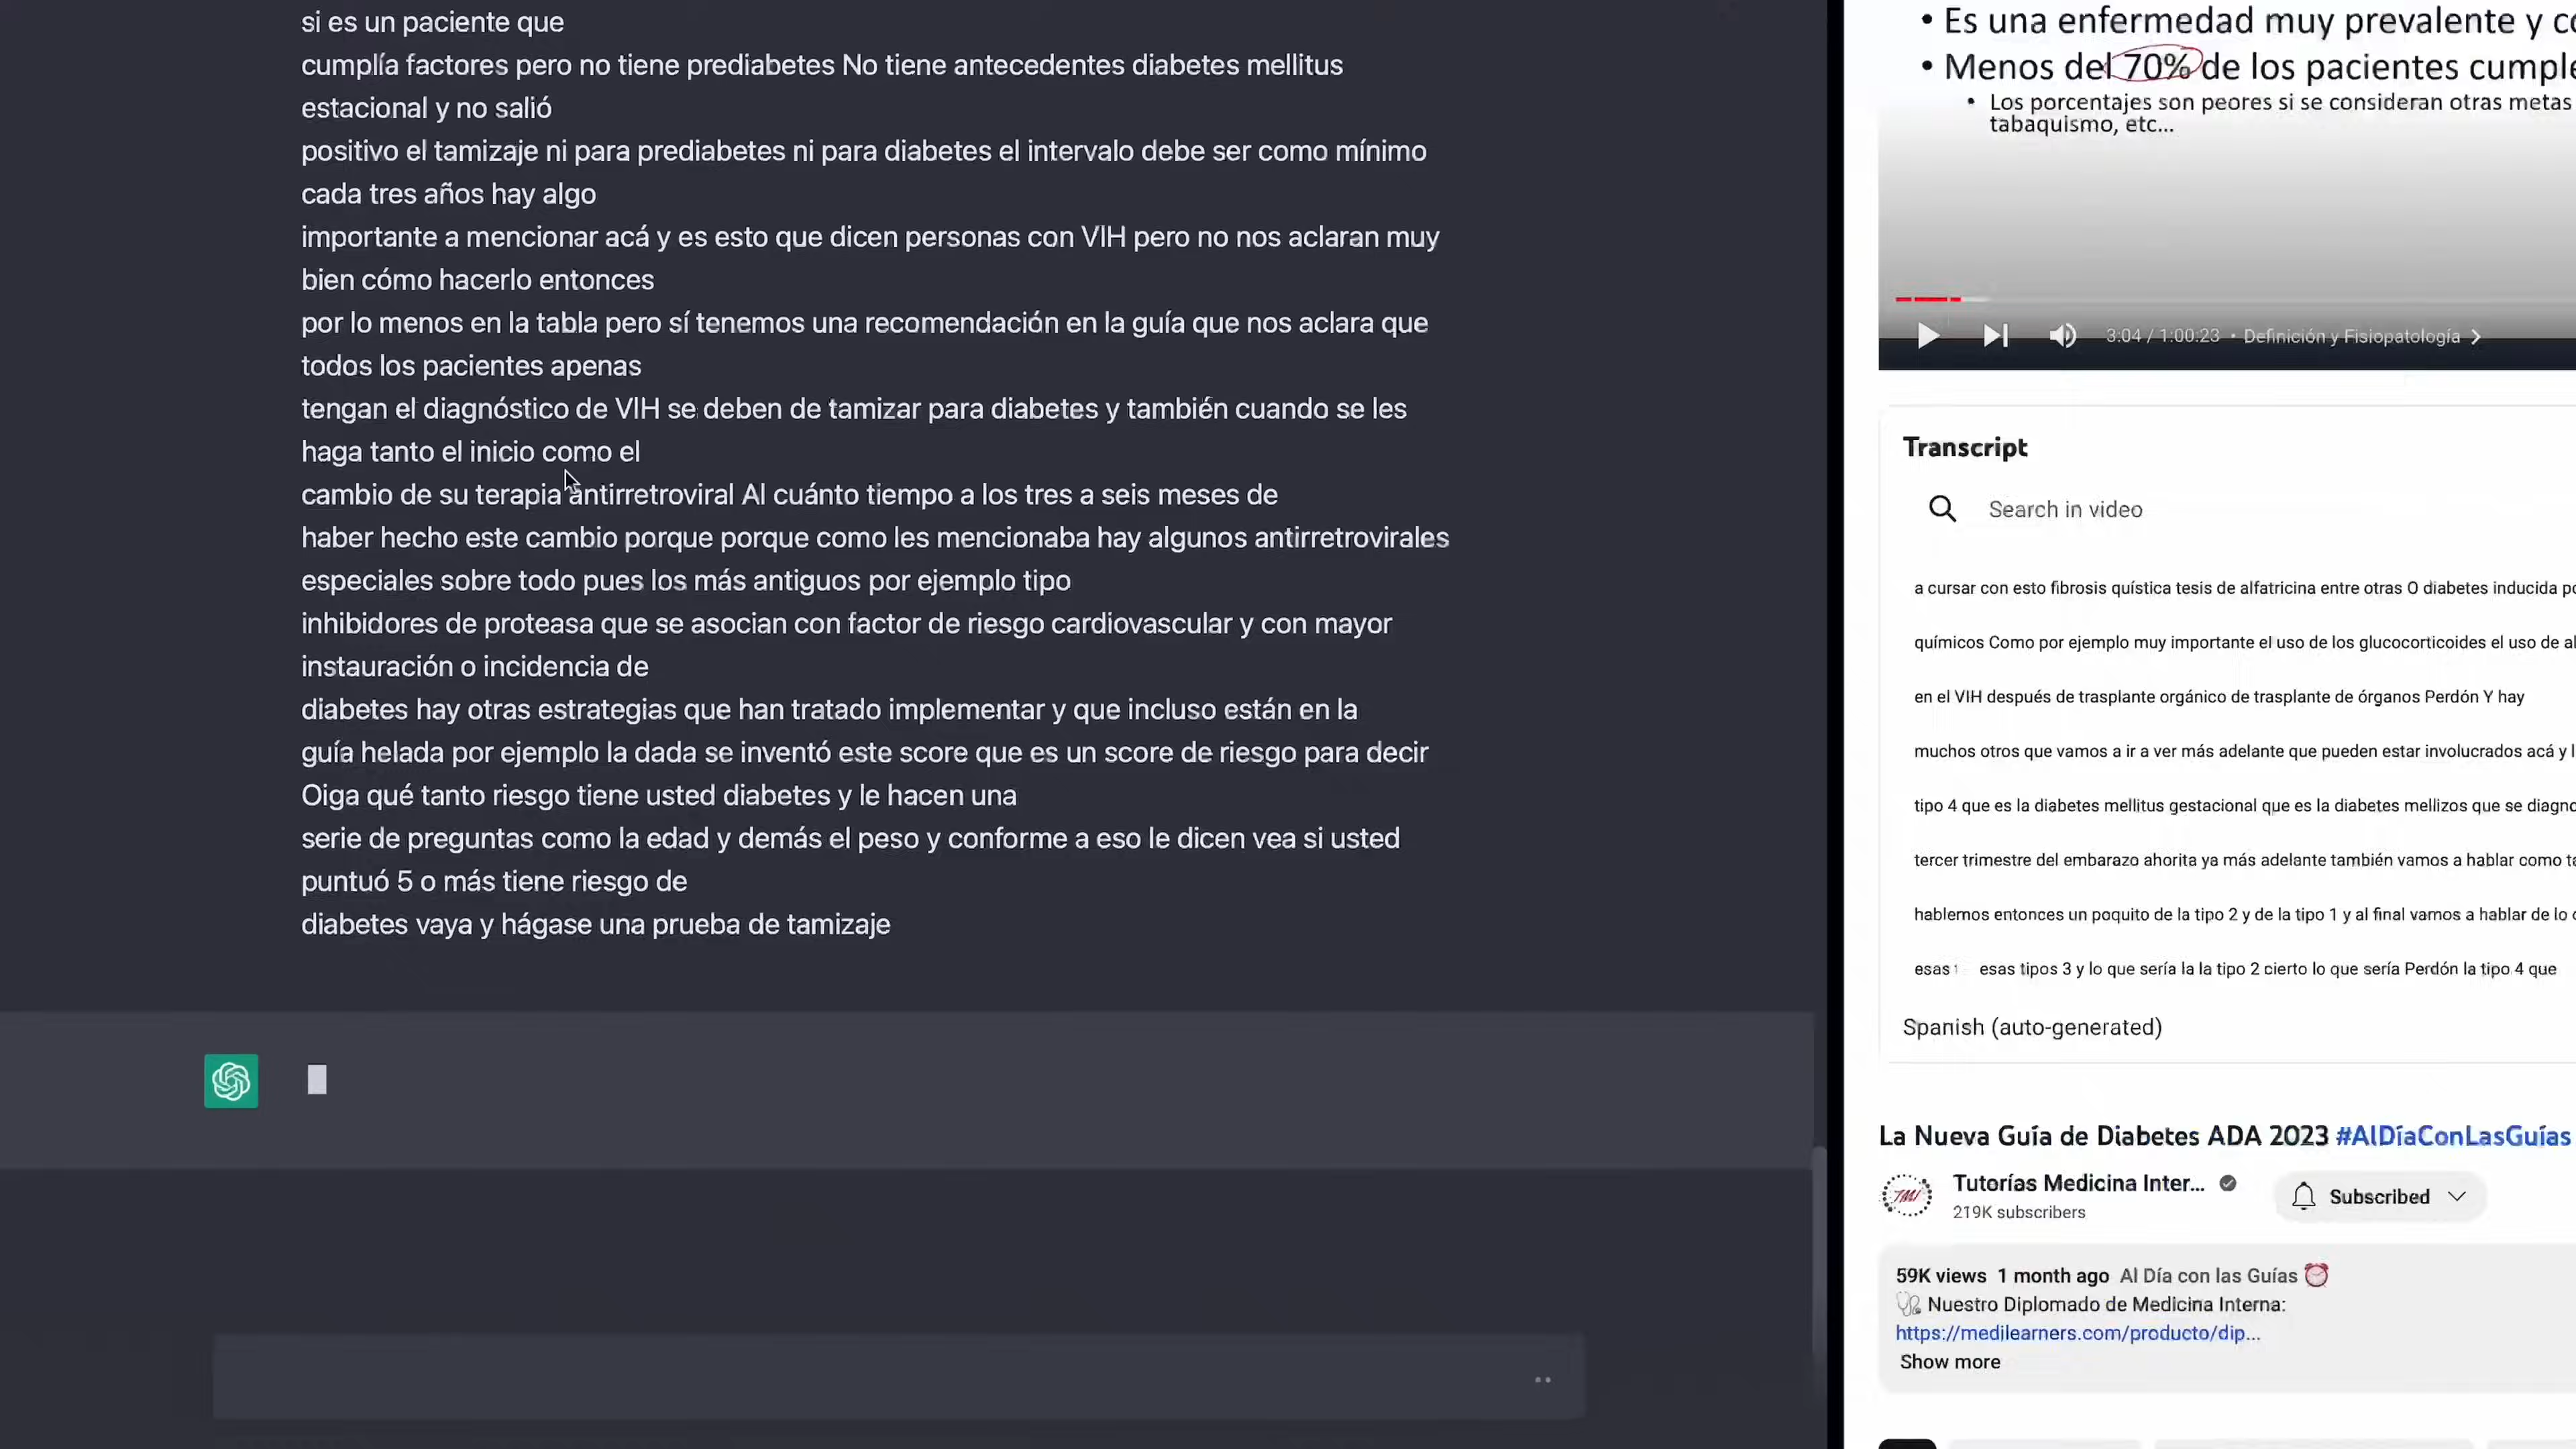 si es un paciente que
cumplía factores pero no tiene prediabetes No tiene antecedentes diabetes mellitus
estacional y no salió
positivo el tamizaje ni para prediabetes ni para diabetes el intervalo debe ser como mínimo
cada tres años hay algo
importante a mencionar acá y es esto que dicen personas con VIH pero no nos aclaran muy
bien cómo hacerlo entonces
por lo menos en la tabla pero sí tenemos una recomendación en la guía que nos aclara que
todos los pacientes apenas
tengan el diagnóstico de VIH se deben de tamizar para diabetes y también cuando se les
haga tanto el inicio como el
cambio de su terapia antirretroviral Al cuánto tiempo a los tres a seis meses de
haber hecho este cambio porque porque como les mencionaba hay algunos antirretrovirales
especiales sobre todo pues los más antiguos por ejemplo tipo
inhibidores de proteasa que se asocian con factor de riesgo cardiovascular y con mayor
instauración o incidencia de
diabetes hay otras estrategias que han tratado implementar y que incluso están en la
guía helada por ejemplo la dada se inventó este score que es un score de riesgo para decir
Oiga qué tanto riesgo tiene usted diabetes y le hacen una
serie de preguntas como la edad y demás el peso y conforme a eso le dicen vea si usted
puntuó 5 o más tiene riesgo de
diabetes vaya y hágase una prueba de tamizaje
• Es una enfermedad muy prevalente y
• Menos del 70% de los pacientes
• Los porcentajes son peores si se consideran otras metas
tabaquismo, etc...
3:04 / 1:00:23 • Definición y Fisiopatología
Transcript
Search in video
a cursar con esto fibrosis quística tesis de alfatricina entre otras O diabetes inducida
químicos Como por ejemplo muy importante el uso de los glucocorticoides el uso de
en el VIH después de trasplante orgánico de trasplante de órganos Perdón Y hay
muchos otros que vamos a ir a ver más adelante que pueden estar involucrados acá y
tipo 4 que es la diabetes mellitus gestacional que es la diabetes mellizos que se
tercer trimestre del embarazo ahorita ya más adelante también vamos a hablar como
hablemos entonces un poquito de la tipo 2 y de la tipo 1 y al final vamos a hablar de lo
esas esas tipos 3 y lo que sería la la tipo 2 cierto lo que sería Perdón la tipo 4 que
Spanish (auto-generated)
La Nueva Guía de Diabetes ADA 2023 #AlDíaConLasGuías
TMI
Tutorías Medicina Inter...
219K subscribers
Subscribed
59K views 1 month ago Al Día con las Guías
Nuestro Diplomado de Medicina Interna:
https://medilearners.com/producto/dip...
Show more